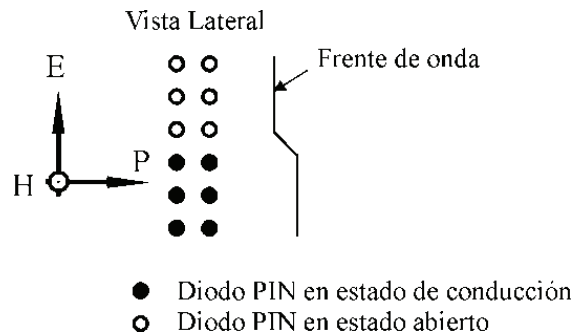 Vista Lateral
Frente de onda
E
P
H
Diodo PIN en estado de conducción
Diodo PIN en estado abierto